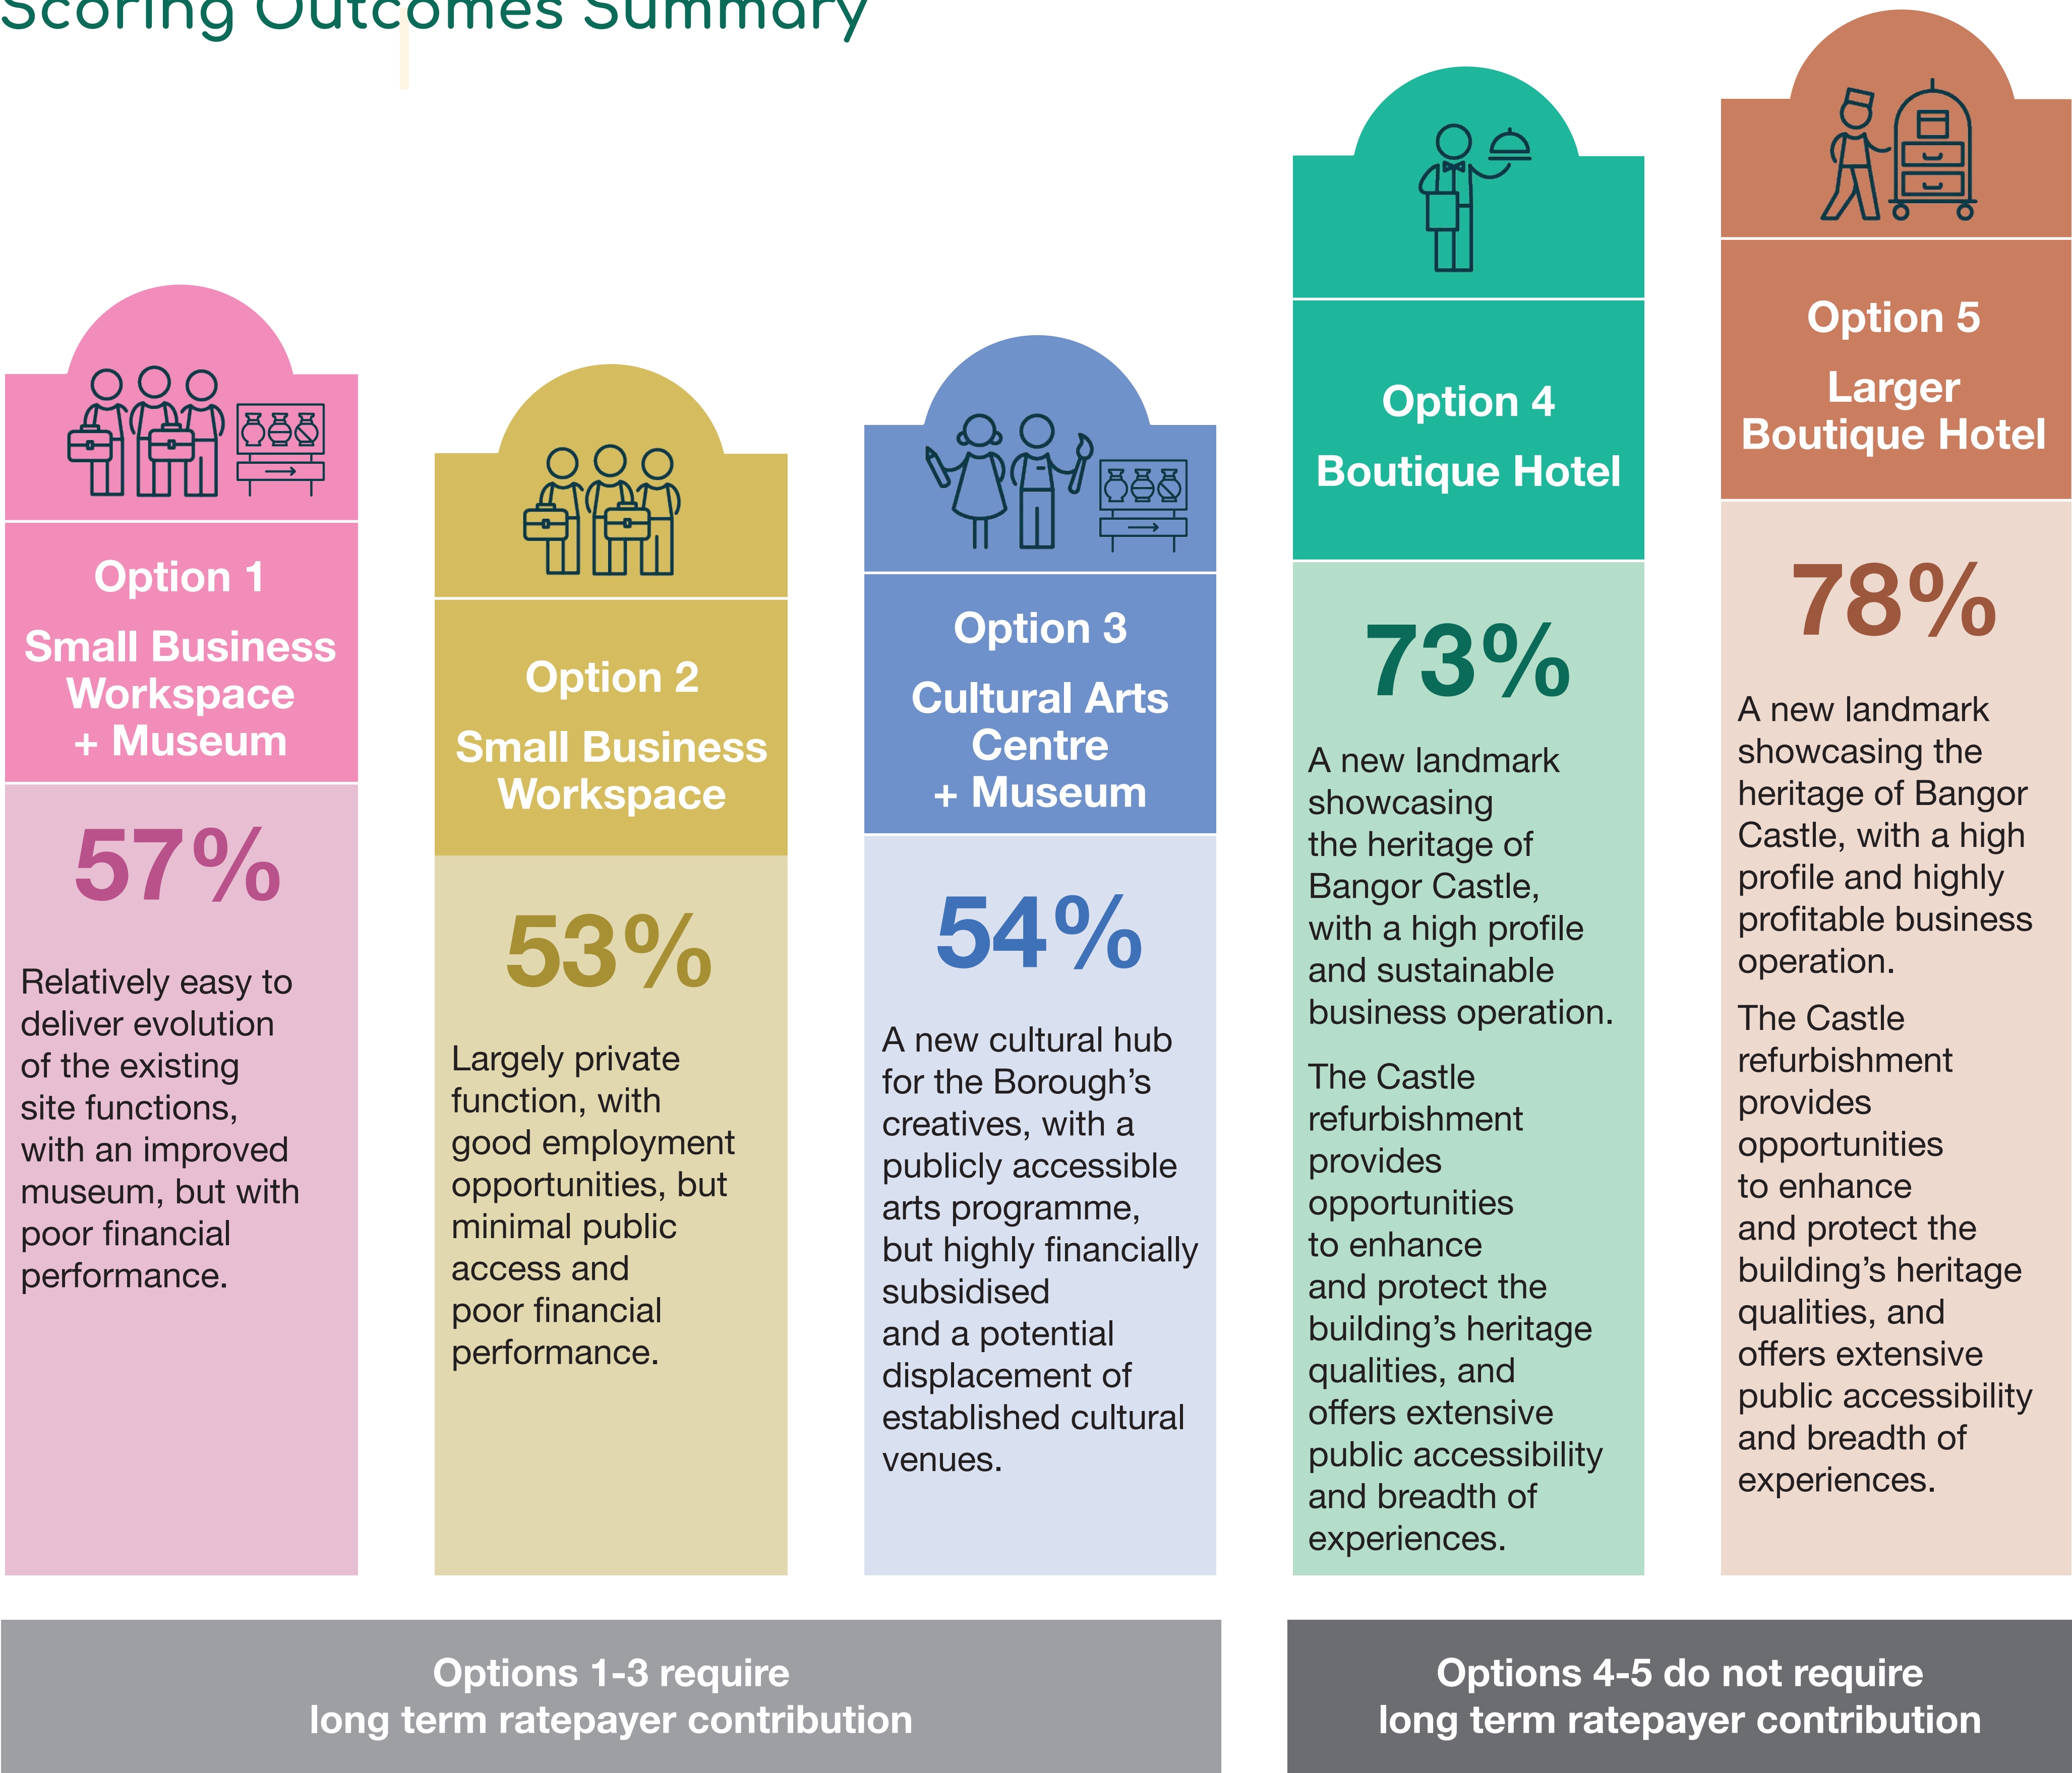 Scoring Outcomes Summary
Option 1
Small Business
Workspace
+ Museum
57%
Relatively easy to
deliver evolution
of the existing
site functions,
with an improved
museum, but with
poor financial
performance.
Option 2
Small Business
Workspace
53%
Largely private
function, with
good employment
opportunities, but
minimal public
access and
poor financial
performance.
Option 3
Cultural Arts
Centre
+ Museum
54%
A new cultural hub
for the Borough’s
creatives, with a
publicly accessible
arts programme,
but highly financially
subsidised
and a potential
displacement of
established cultural
venues.
Option 4
Boutique Hotel
73%
A new landmark
showcasing
the heritage of
Bangor Castle,
with a high profile
and sustainable
business operation.
The Castle
refurbishment
provides
opportunities
to enhance
and protect the
building’s heritage
qualities, and
offers extensive
public accessibility
and breadth of
experiences.
Option 5
Larger
Boutique Hotel
78%
A new landmark
showcasing the
heritage of Bangor
Castle, with a high
profile and highly
profitable business
operation.
The Castle
refurbishment
provides
opportunities
to enhance
and protect the
building’s heritage
qualities, and
offers extensive
public accessibility
and breadth of
experiences.
Options 1-3 require
long term ratepayer contribution
Options 4-5 do not require
long term ratepayer contribution